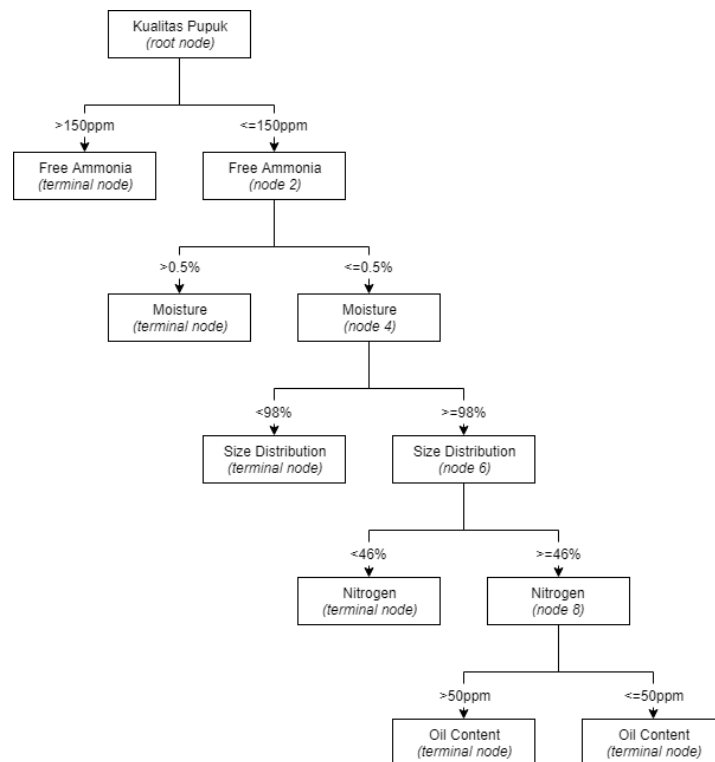 Kualitas Pupuk
(root node)
>150ppm
<=150ppm
Free Ammonia
(terminal node)
Free Ammonia
(node 2)
>0.5%
<=0.5%
Moisture
(terminal node)
Moisture
(node 4)
<98%
>=98%
Size Distribution
(terminal node)
Size Distribution
(node 6)
<46%
>=46%
Nitrogen
(terminal node)
Nitrogen
(node 8)
>50ppm
<=50ppm
Oil Content
(terminal node)
Oil Content
(terminal node)